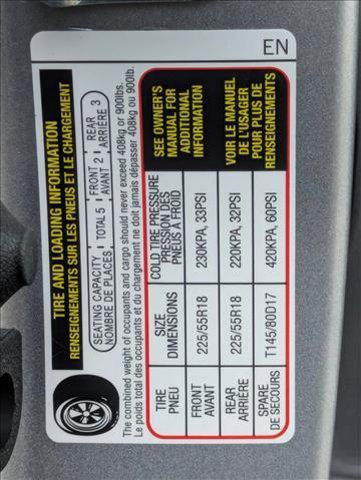 EN
TIRE AND LOADING INFORMATION
RENSEIGNEMENTS SUR LES PNEUS ET LE CHARGEMENT
SEATING CAPACITY
NOMBRE DE PLACES
TOTAL 5
FRONT
AVANT 2
REAR
ARRIÈRE 3
The combined weight of occupants and cargo should never exceed 408kg or 900lbs.
Le poids total des occupants et du chargement ne doit jamais dépasser 408kg ou 900lb.
TIRE
PNEU
SIZE
DIMENSIONS
COLD TIRE PRESSURE
PRESSION DES
PNEUS À FROID
SEE OWNER'S
MANUAL FOR
ADDITIONAL
INFORMATION
FRONT
AVANT
225/55R18
230KPA, 33PSI
REAR
ARRIÈRE
225/55R18
220KPA, 32PSI
VOIR LE MANUEL
DE L'USAGER
POUR PLUS DE
RENSEIGNEMENTS
SPARE
DE SECOURS
T145/80D17
420KPA, 60PSI